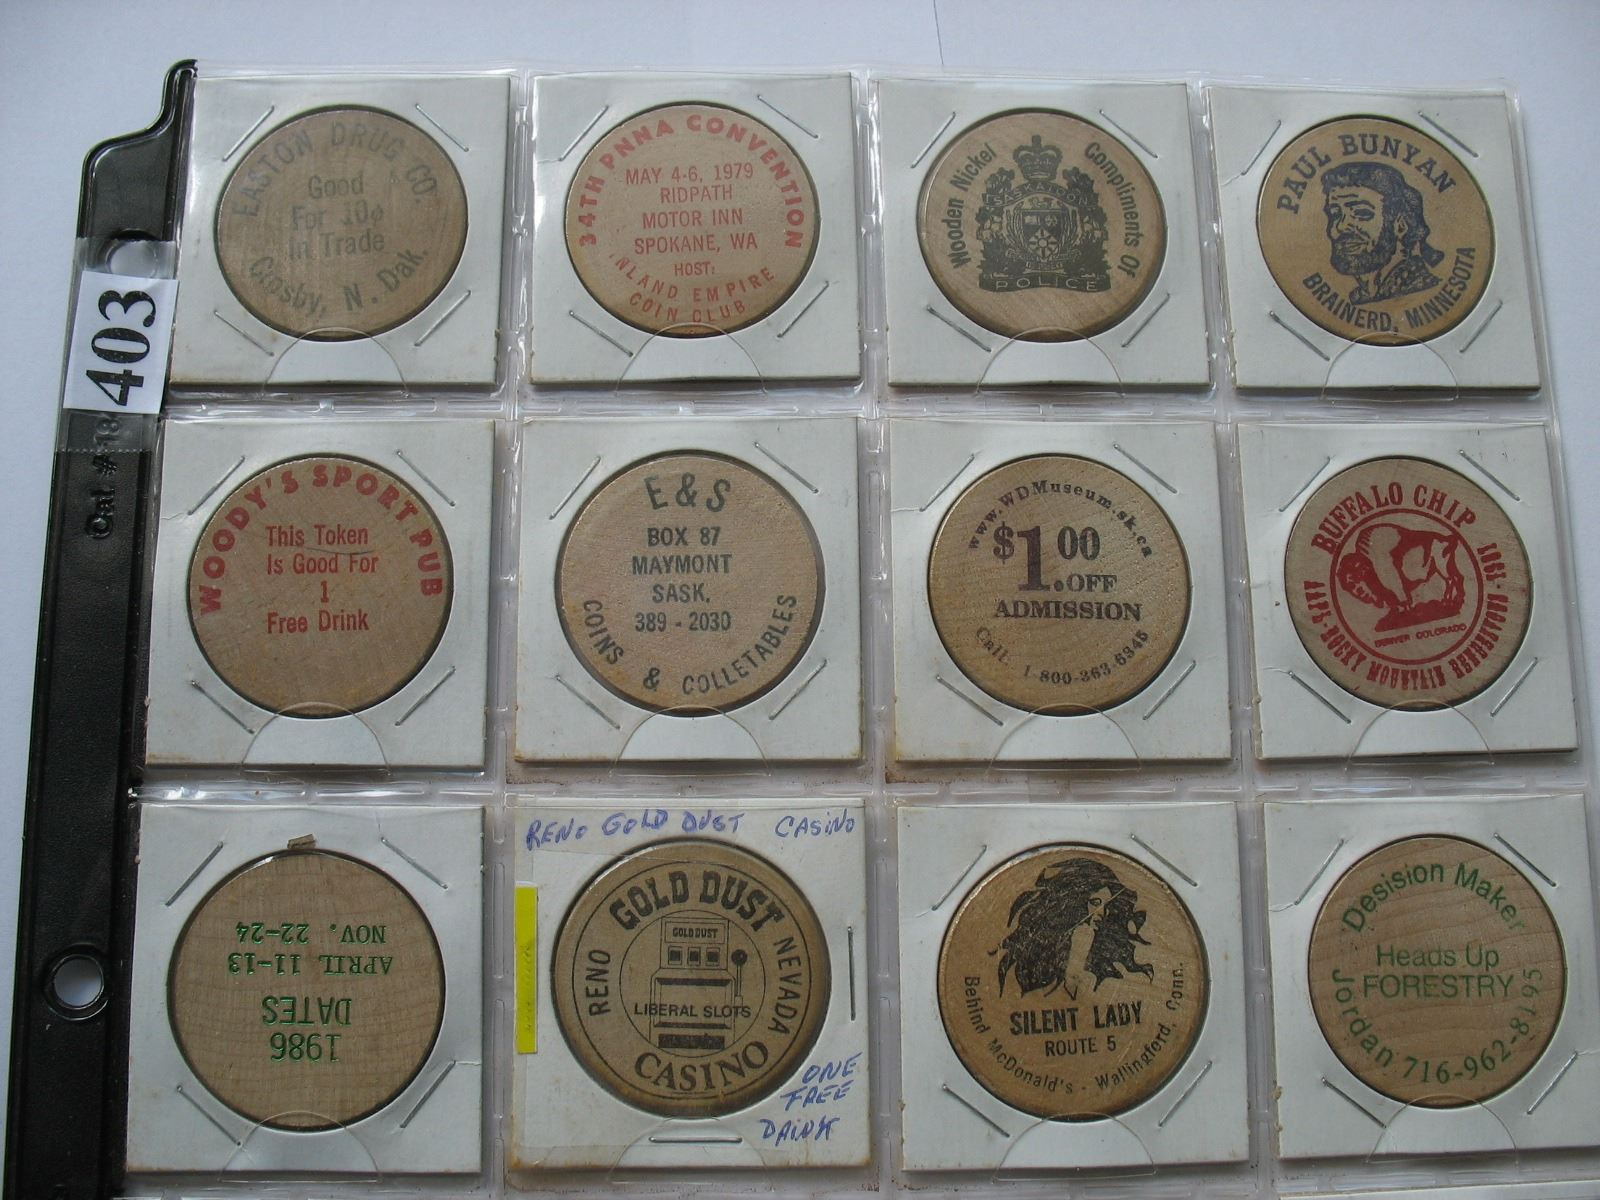 403
Cat. #
EASTON DRUG CO.
Good
For 10¢
In Trade
Crosby, N. Dak.
34TH PNNA CONVENTION
MAY 4-6, 1979
RIDPATH
MOTOR INN
SPOKANE, WA
HOST:
INLAND EMPIRE
COIN CLUB
Wooden Nickel
Compliments Of
SASKATOON
POLICE
PAUL BUNYAN
BRAINERD, MINNESOTA
WOODY'S SPORT PUB
This Token
Is Good For
1
Free Drink
E & S
BOX 87
MAYMONT
SASK.
389 - 2030
COINS & COLLETABLES
www.WDMuseum.sk.ca
$1.00
OFF
ADMISSION
Call: 1-800-363-6345
BUFFALO CHIP
DENVER COLORADO
ROCKY MOUNTAIN RENDEZVOUS
1986
DATES
APRIL 11-13
NOV. 22-24
RENO GOLD DUST CASINO
GOLD DUST
RENO
NEVADA
GOLD DUST
LIBERAL SLOTS
CASINO
ONE
FREE
DRINK
SILENT LADY
ROUTE 5
Behind McDonald's - Wallingford, Conn.
Desision Maker
Heads Up
FORESTRY
Jordan 716-962-8195